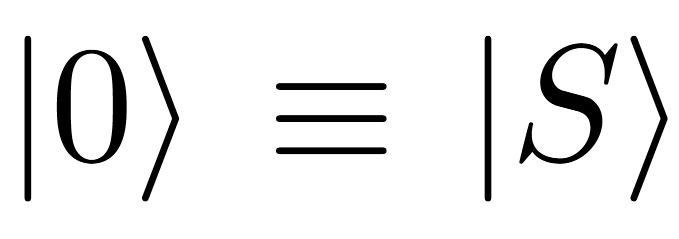 |0⟩ ≡ |S⟩